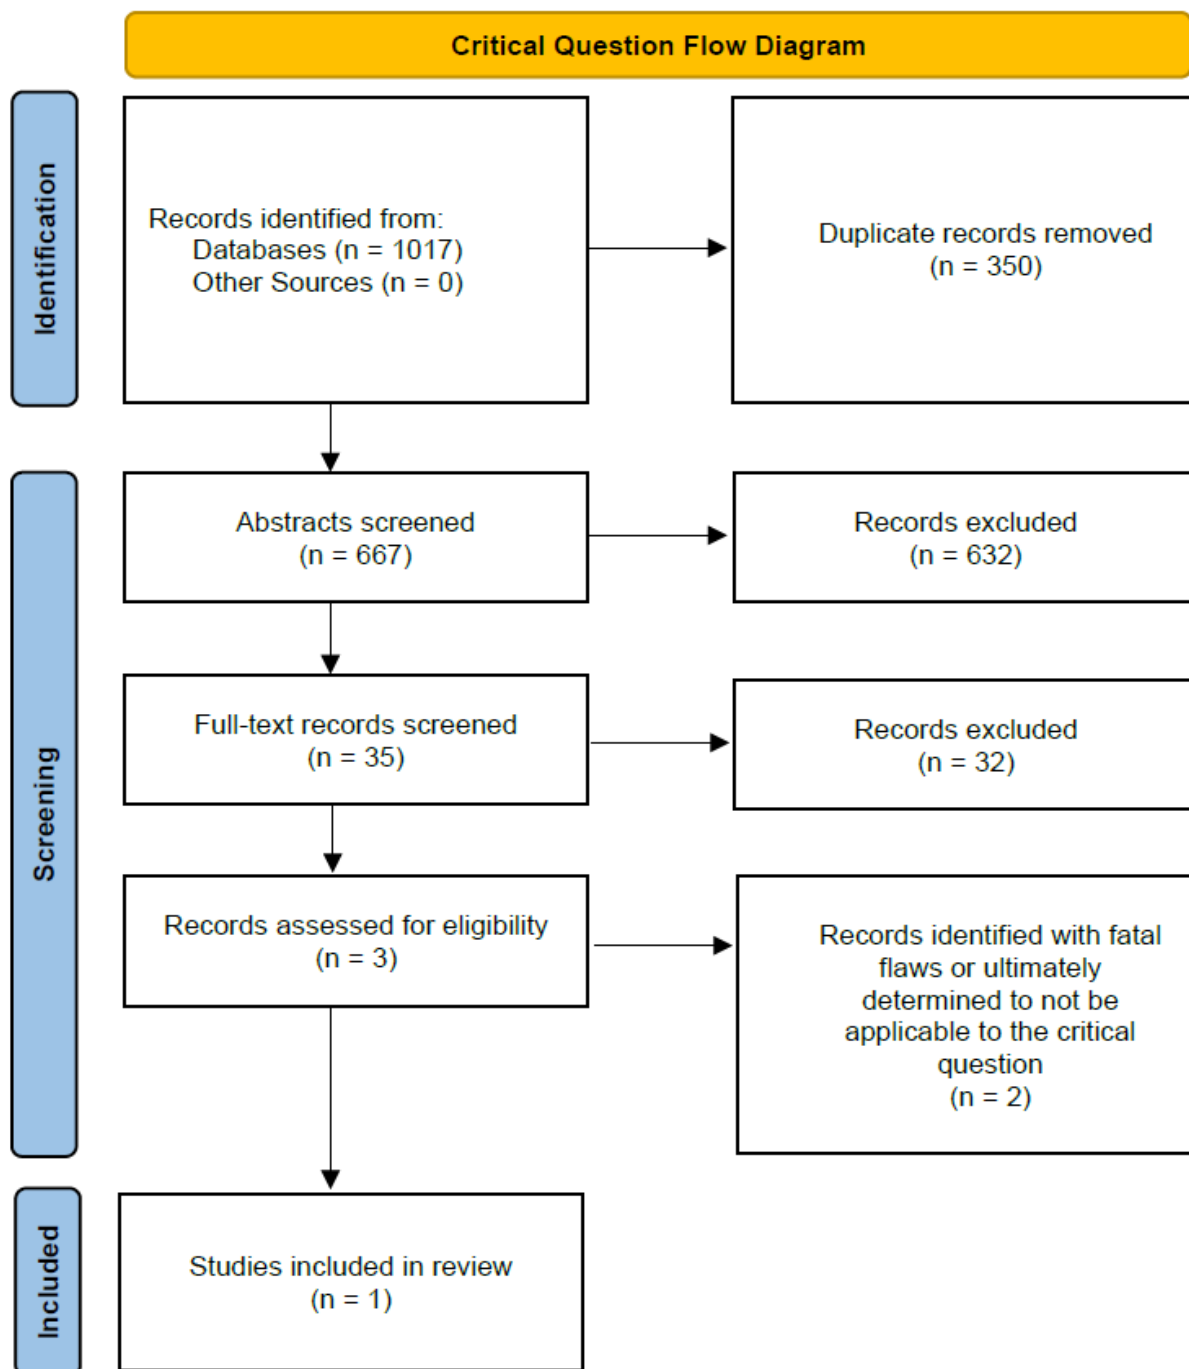 Critical Question Flow Diagram
Identification
Records identified from:
Databases (n = 1017)
Other Sources (n = 0)
Duplicate records removed
(n = 350)
Screening
Abstracts screened
(n = 667)
Records excluded
(n = 632)
Full-text records screened
(n = 35)
Records excluded
(n = 32)
Records assessed for eligibility
(n = 3)
Records identified with fatal
flaws or ultimately
determined to not be
applicable to the critical
question
(n = 2)
Included
Studies included in review
(n = 1)